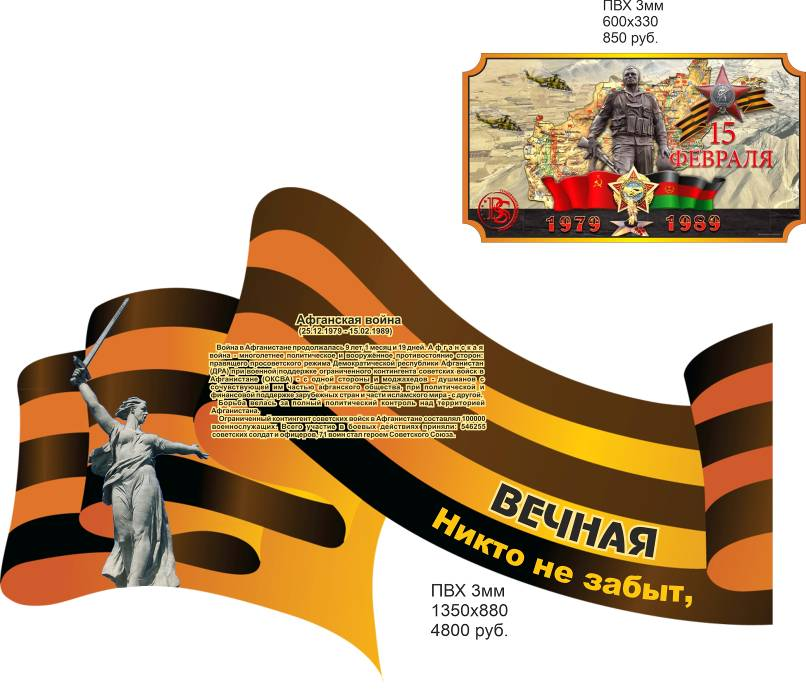 ПВХ 3мм
600x330
850 руб.
15
ФЕВРАЛЯ
1979 1989
Афганская война
(25.12.1979 - 15.02.1989)
Война в Афганистане продолжалась 9 лет, 1 месяц и 19 дней. Афганская
война - многолетнее политическое и вооружённое противостояние сторон:
правящего просоветского режима Демократической республики Афганистан
(ДРА) при военной поддержке ограниченного контингента советских войск в
Афганистане (ОКСВА) - с одной стороны и моджахедов - душманов с
сочувствующей им частью афганского общества, при политической и
финансовой поддержке зарубежных стран и части исламского мира - с другой.
Борьба велась за полный политический контроль над территорией
Афганистана.
Ограниченный контингент советских войск в Афганистане составлял 100000
военнослужащих. Всего участие в боевых действиях приняли: 546255
советских солдат и офицеров, 71 воин стал героем Советского Союза.
ВЕЧНАЯ
Никто не забыт,
ПВХ 3мм
1350x880
4800 руб.